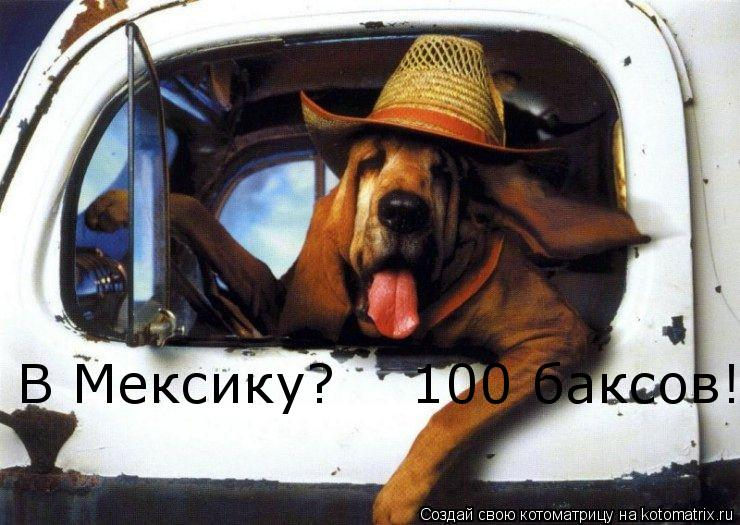 В Мексику? 100 баксов!
Создай свою котоматрицу на kotomatrix.ru